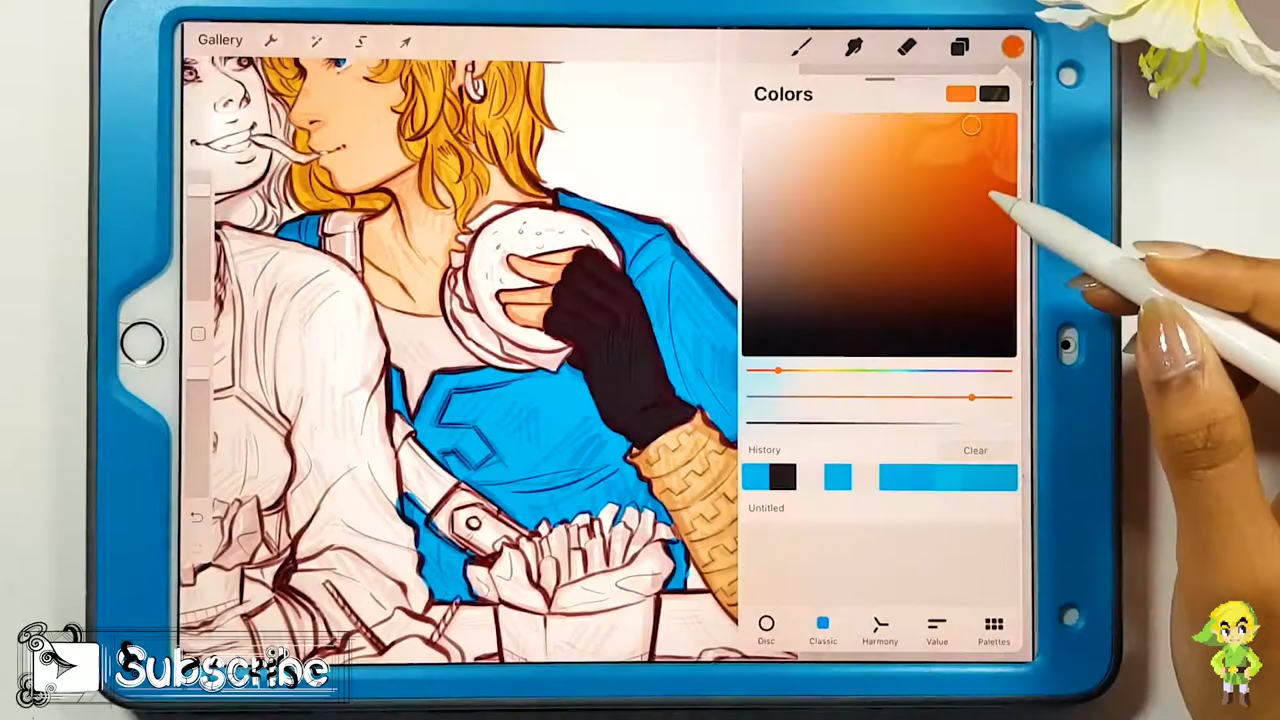 Gallery
Colors
History
Clear
Untitled
Disc
Classic
Harmony
Value
Palettes
Subscribe